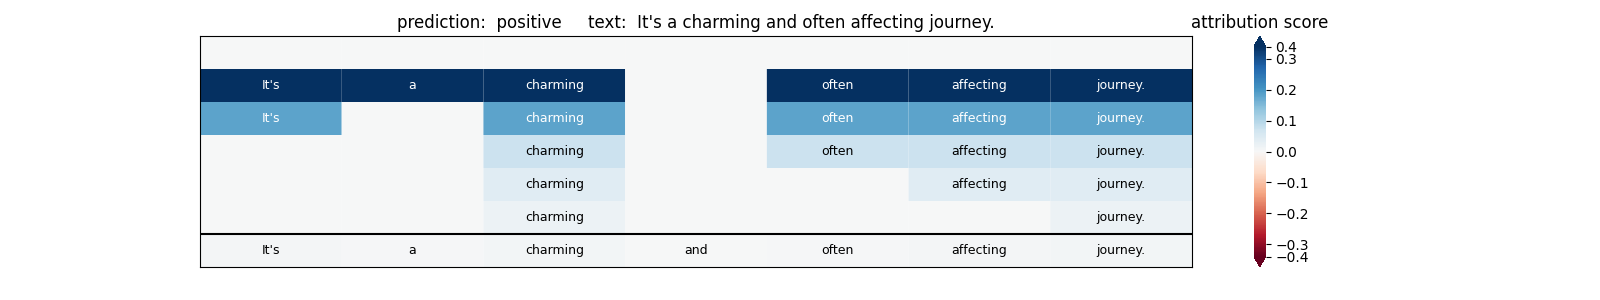 prediction:  positive     text:  It's a charming and often affecting journey.
attribution score
It's a charming often affecting journey.
It's charming often affecting journey.
charming often affecting journey.
charming affecting journey.
charming journey.
It's a charming and often affecting journey.
0.4
0.3
0.2
0.1
0.0
−0.1
−0.2
−0.3
−0.4